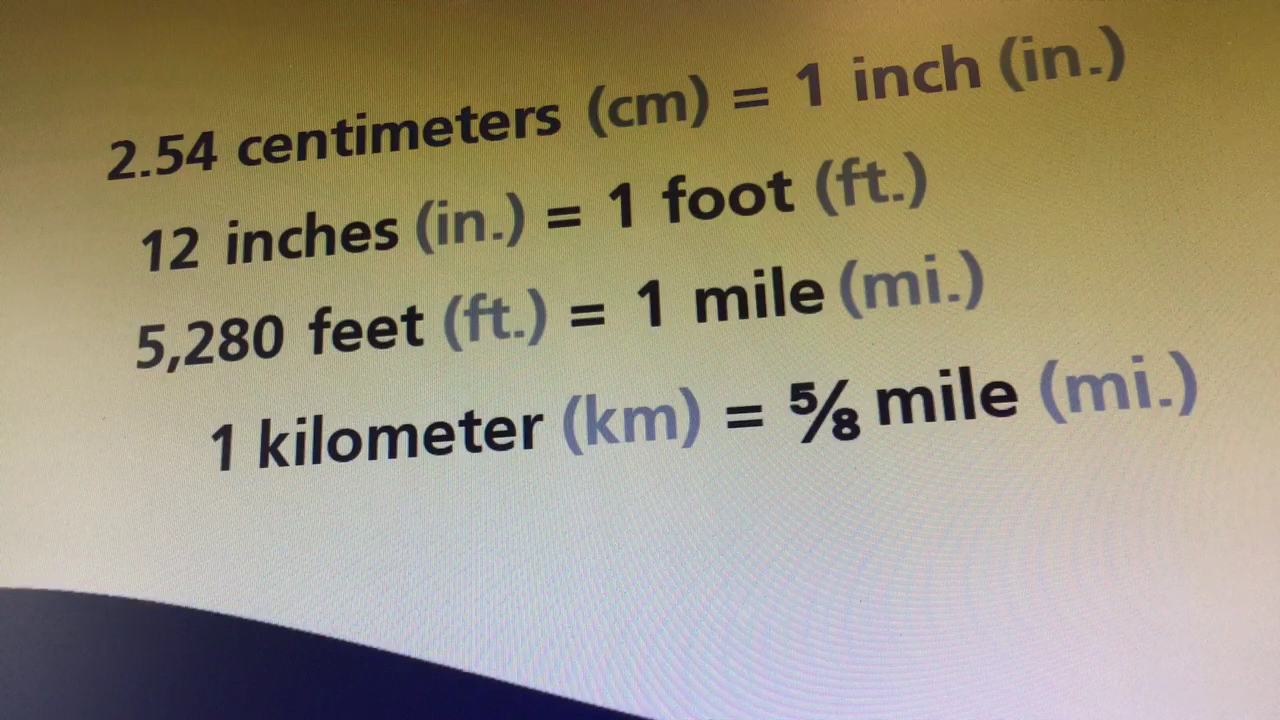 2.54 centimeters (cm) = 1 inch (in.)
12 inches (in.) = 1 foot (ft.)
5,280 feet (ft.) = 1 mile (mi.)
1 kilometer (km) = ⅝ mile (mi.)